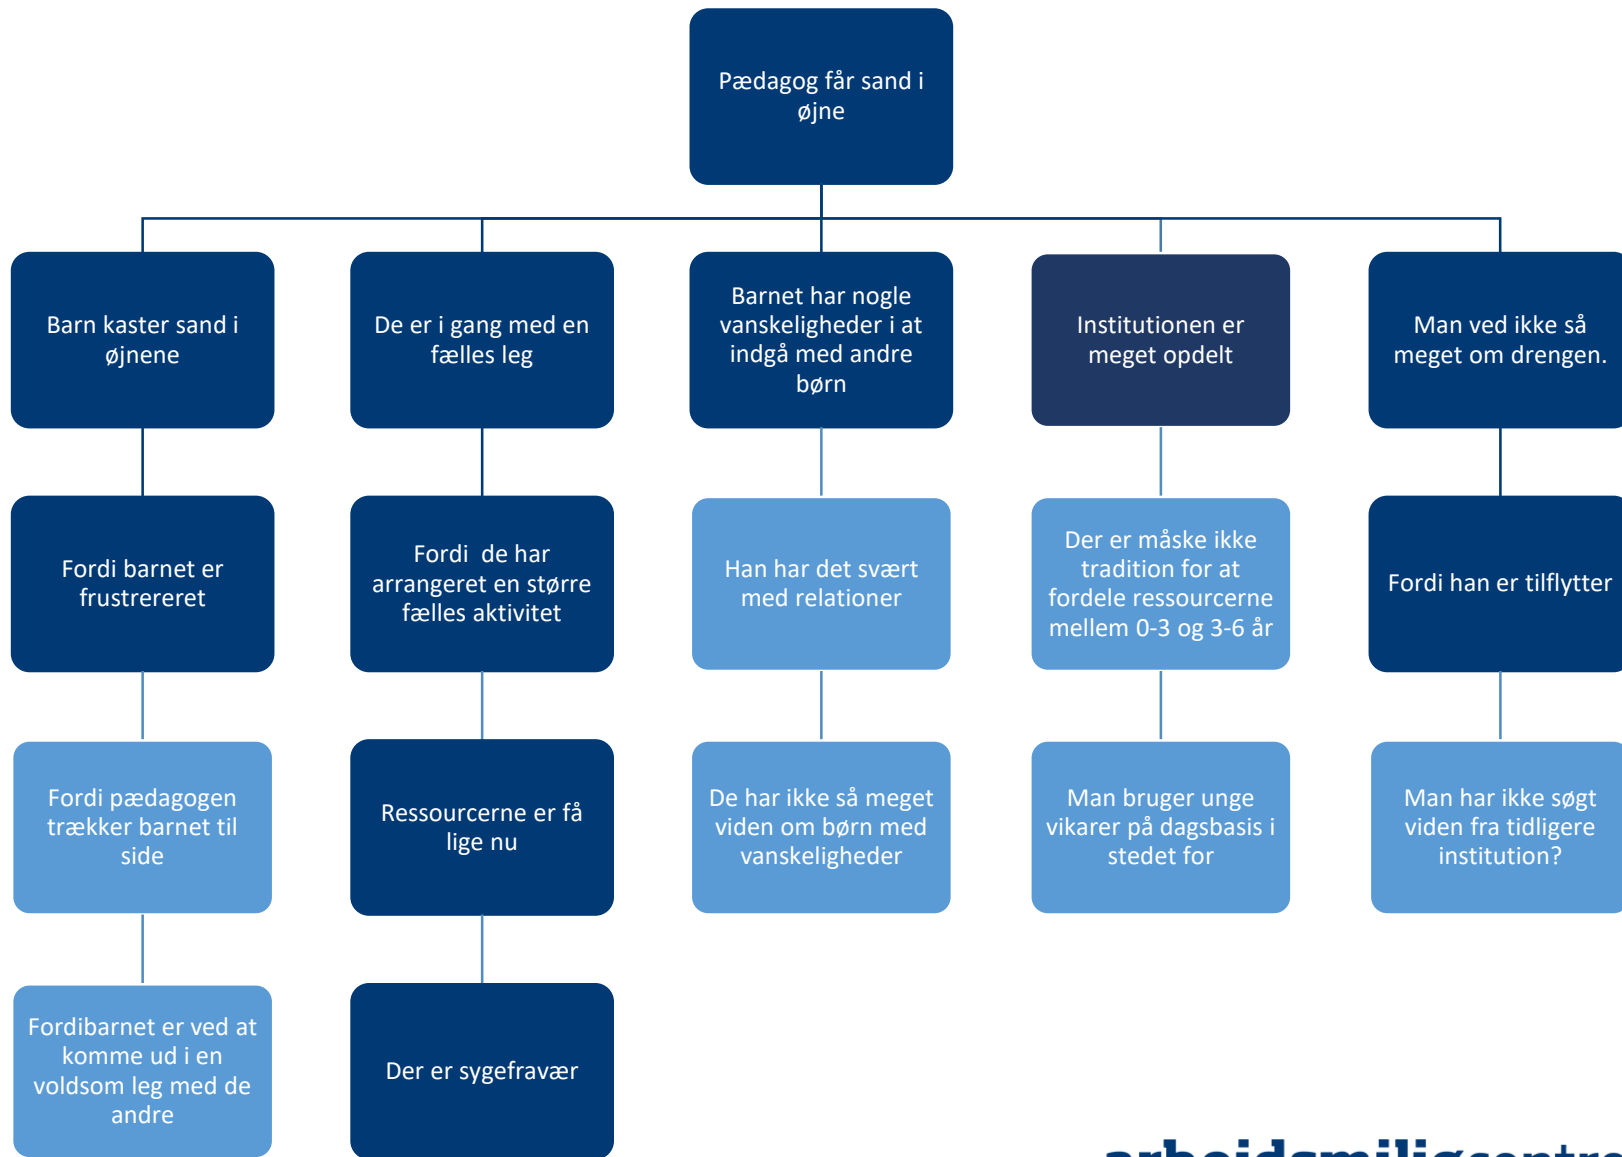 Pædagog får sand i
øjne
Barn kaster sand i
øjnene
De er i gang med en
fælles leg
Barnet har nogle
vanskeligheder i at
indgå med andre
børn
Institutionen er
meget opdelt
Man ved ikke så
meget om drengen.
Fordi barnet er
frustrereret
Fordi  de har
arrangeret en større
fælles aktivitet
Han har det svært
med relationer
Der er måske ikke
tradition for at
fordele ressourcerne
mellem 0-3 og 3-6 år
Fordi han er tilflytter
Fordi pædagogen
trækker barnet til
side
Ressourcerne er få
lige nu
De har ikke så meget
viden om børn med
vanskeligheder
Man bruger unge
vikarer på dagsbasis i
stedet for
Man har ikke søgt
viden fra tidligere
institution?
Fordibarnet er ved at
komme ud i en
voldsom leg med de
andre
Der er sygefravær